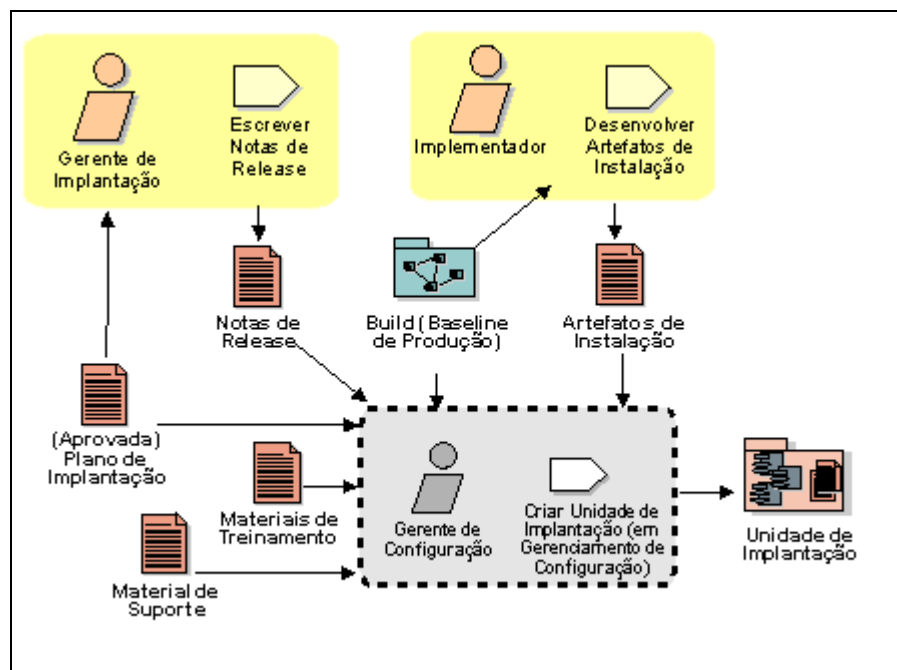 Gerente de
Implantação
Escrever
Notas de
Release
Implementador
Desenvolver
Artefatos de
Instalação
Notas de
Release
Build (Baseline
de Produção)
Artefatos de
Instalação
(Aprovada)
Plano de
Implantação
Materiais de
Treinamento
Material de
Suporte
Gerente de
Configuração
Criar Unidade de
Implantação (em
Gerenciamento de
Configuração)
Unidade de
Implantação